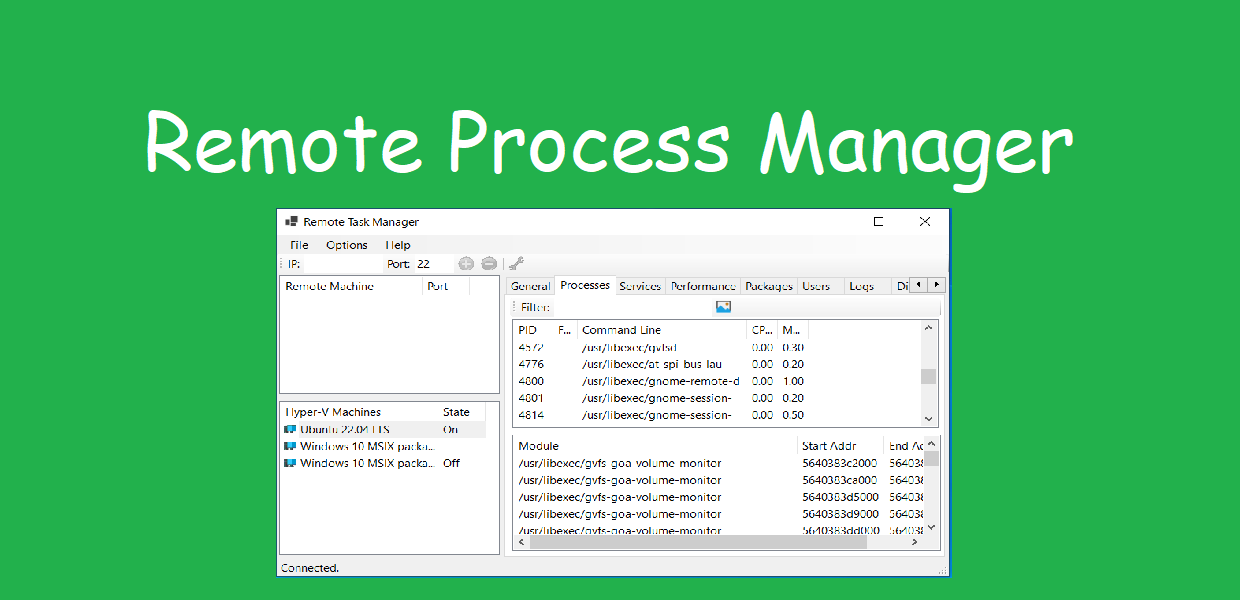 Remote Process Manager
Remote Task Manager
File Options Help
IP: Port: 22
Remote Machine Port
Hyper-V Machines State
Ubuntu 22.04 LTS On
Windows 10 MSIX packa...
Windows 10 MSIX packa... Off
General Processes Services Performance Packages Users Logs Di
Filter:
PID F... Command Line CP... M...
4572 /usr/libexec/gvfsd 0.00 0.30
4776 /usr/libexec/at-spi-bus-lau 0.00 0.20
4800 /usr/libexec/gnome-remote-d 0.00 1.00
4801 /usr/libexec/gnome-session- 0.00 0.20
4814 /usr/libexec/gnome-session- 0.00 0.50
Module Start Addr End Ac
/usr/libexec/gvfs-goa-volume-monitor 5640383c2000 564038
/usr/libexec/gvfs-goa-volume-monitor 5640383ca000 564038
/usr/libexec/gvfs-goa-volume-monitor 5640383d5000 564038
/usr/libexec/gvfs-goa-volume-monitor 5640383d9000 564038
/usr/libexec/gvfs-goa-volume-monitor 5640383dd000 564038
Connected.